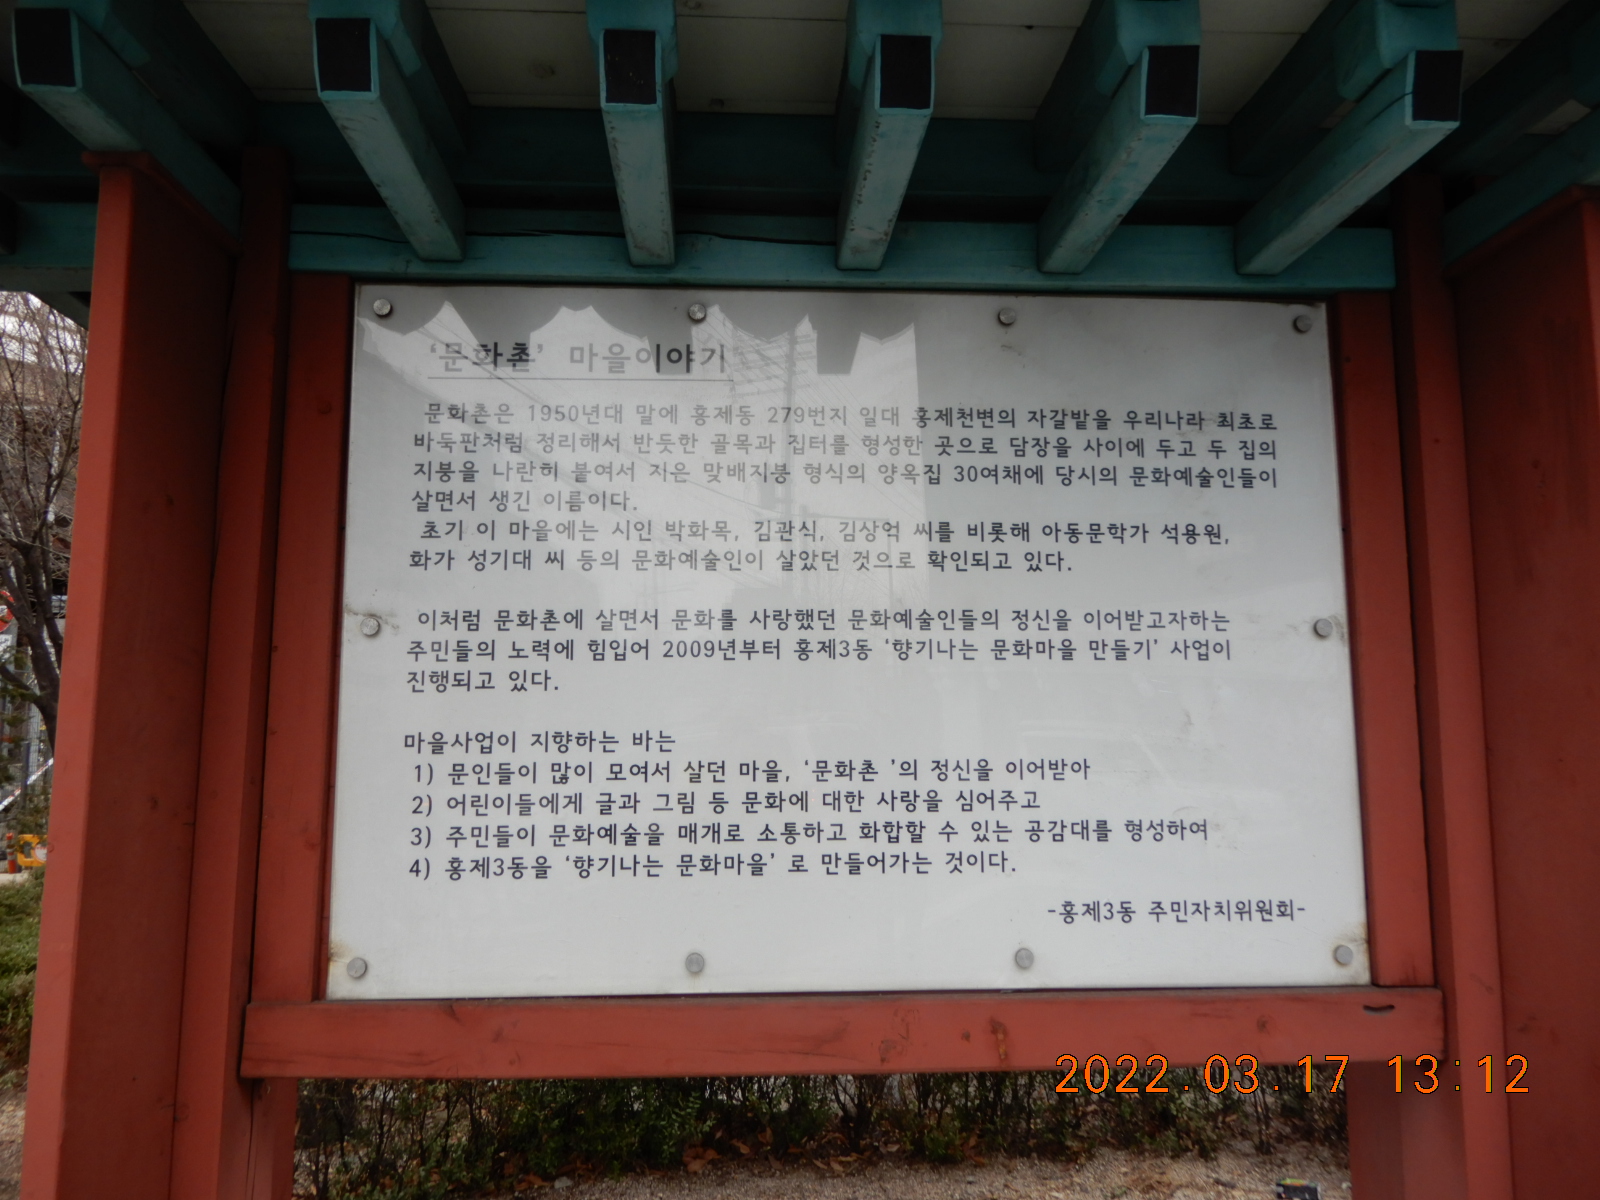 ‘문화촌’ 마을이야기
문화촌은 1950년대 말에 홍제동 279번지 일대 홍제천변의 자갈밭을 우리나라 최초로
바둑판처럼 정리해서 반듯한 골목과 집터를 형성한 곳으로 담장을 사이에 두고 두 집의
지붕을 나란히 붙여서 지은 맞배지붕 형식의 양옥집 30여채에 당시의 문화예술인들이
살면서 생긴 이름이다.
초기 이 마을에는 시인 박화목, 김관식, 김상억 씨를 비롯해 아동문학가 석용원,
화가 성기대 씨 등의 문화예술인이 살았던 것으로 확인되고 있다.
이처럼 문화촌에 살면서 문화를 사랑했던 문화예술인들의 정신을 이어받고자하는
주민들의 노력에 힘입어 2009년부터 홍제3동 ‘향기나는 문화마을 만들기’ 사업이
진행되고 있다.
마을사업이 지향하는 바는
1) 문인들이 많이 모여서 살던 마을, ‘문화촌 ’의 정신을 이어받아
2) 어린이들에게 글과 그림 등 문화에 대한 사랑을 심어주고
3) 주민들이 문화예술을 매개로 소통하고 화합할 수 있는 공감대를 형성하여
4) 홍제3동을 ‘향기나는 문화마을’ 로 만들어가는 것이다.
-홍제3동 주민자치위원회-
2022.03.17 13:12